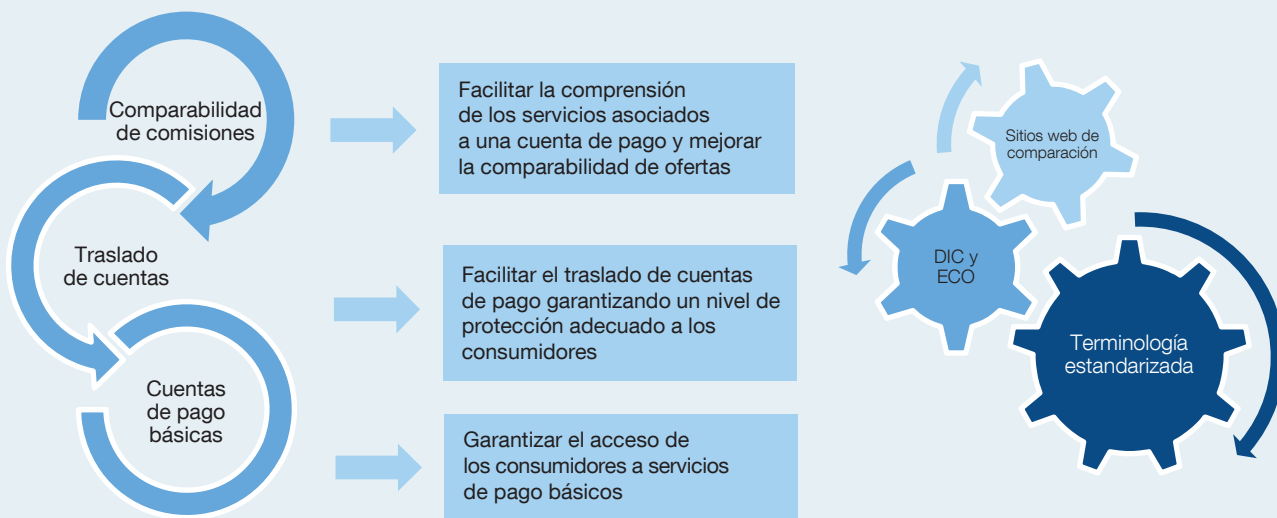 Comparabilidad
de comisiones
Facilitar la comprensión
de los servicios asociados
a una cuenta de pago y mejorar
la comparabilidad de ofertas
Traslado
de cuentas
Facilitar el traslado de cuentas
de pago garantizando un nivel de
protección adecuado a los
consumidores
Cuentas
de pago
básicas
Garantizar el acceso de
los consumidores a servicios
de pago básicos
Sitios web de
comparación
DIC y
ECO
Terminología
estandarizada